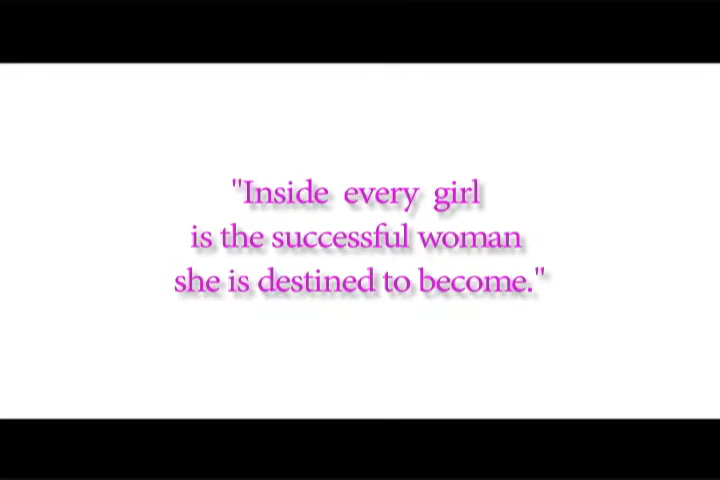 "Inside every girl
is the successful woman
she is destined to become."